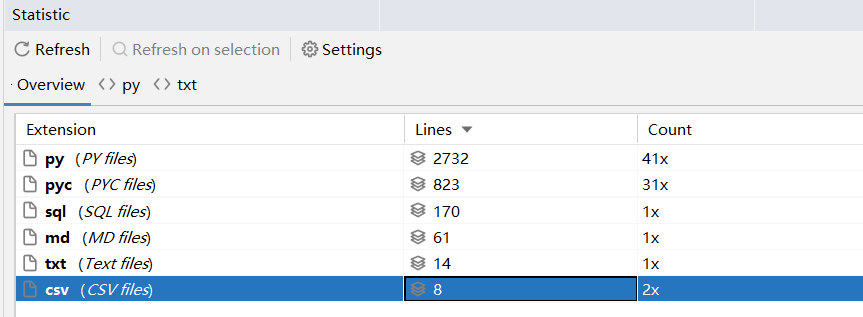 Statistic
Refresh Refresh on selection Settings
Overview py txt
Extension Lines Count
py (PY files) 2732 41x
pyc (PYC files) 823 31x
sql (SQL files) 170 1x
md (MD files) 61 1x
txt (Text files) 14 1x
csv (CSV files) 8 2x